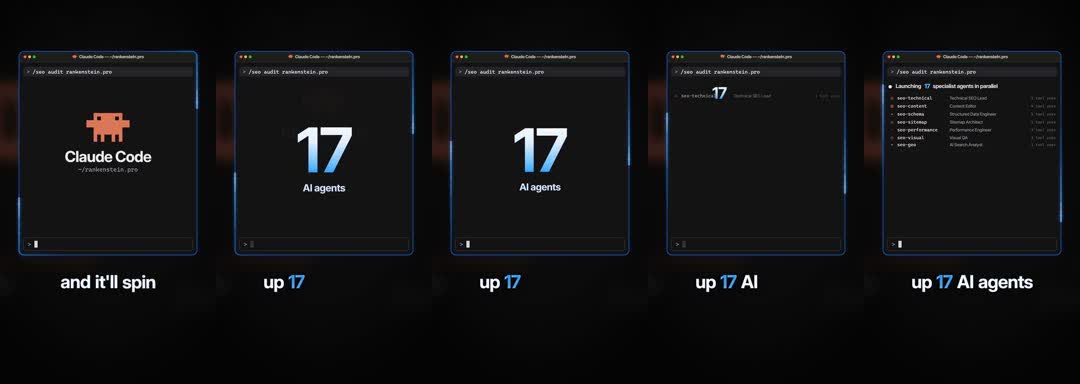 Claude Code — ~/rankenstein.pro
> /seo audit rankenstein.pro
Claude Code
~/rankenstein.pro
>
and it'll spin
Claude Code — ~/rankenstein.pro
> /seo audit rankenstein.pro
17
AI agents
>
up 17
Claude Code — ~/rankenstein.pro
> /seo audit rankenstein.pro
17
AI agents
>
up 17
Claude Code — ~/rankenstein.pro
> /seo audit rankenstein.pro
17
seo-technical Technical SEO Lead
>
up 17 AI
Claude Code — ~/rankenstein.pro
> /seo audit rankenstein.pro
Launching 17 specialist agents in parallel
seo-technical Technical SEO Lead
seo-content Content Editor
seo-schema Structured Data Engineer
seo-sitemap Sitemap Architect
seo-performance Performance Engineer
seo-visual Visual QA
seo-geo AI Search Analyst
>
up 17 AI agents